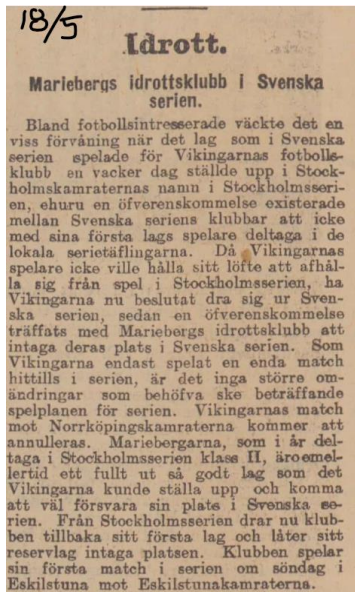 18/5
Idrott.
Mariebergs idrottsklubb i Svenska
serien.
Bland fotbollsintresserade väckte det en
viss förvåning när det lag som i Svenska
serien spelade för Vikingarnas fotbolls-
klubb en vacker dag ställde upp i Stock-
holmskamraternas namn i Stockholmsseri-
en, ehuru en öfverenskommelse existerade
mellan Svenska seriens klubbar att icke
med sina första lags spelare deltaga i de
lokala serietäflingarna. Då Vikingarnas
spelare icke ville hålla sitt löfte att afhål-
la sig från spel i Stockholmsserien, ha
Vikingarna nu beslutat dra sig ur Sven-
ska serien, sedan en öfverenskommelse
träffats med Mariebergs idrottsklubb att
intaga deras plats i Svenska serien. Som
Vikingarna endast spelat en enda match
hittills i serien, är det inga större om-
ändringar som behöfva ske beträffande
spelplanen för serien. Vikingarnas match
mot Norrköpingskamraterna kommer att
annulleras. Mariebergarna, som i år del-
taga i Stockholmsserien klass II, äro emel-
lertid ett fullt ut så godt lag som det
Vikingarna kunde ställa upp och komma
att väl försvara sin plats i Svenska se-
rien. Från Stockholmsserien drar nu klub-
ben tillbaka sitt första lag och låter sitt
reservlag intaga platsen. Klubben spelar
sin första match i serien om söndag i
Eskilstuna mot Eskilstunakamraterna.